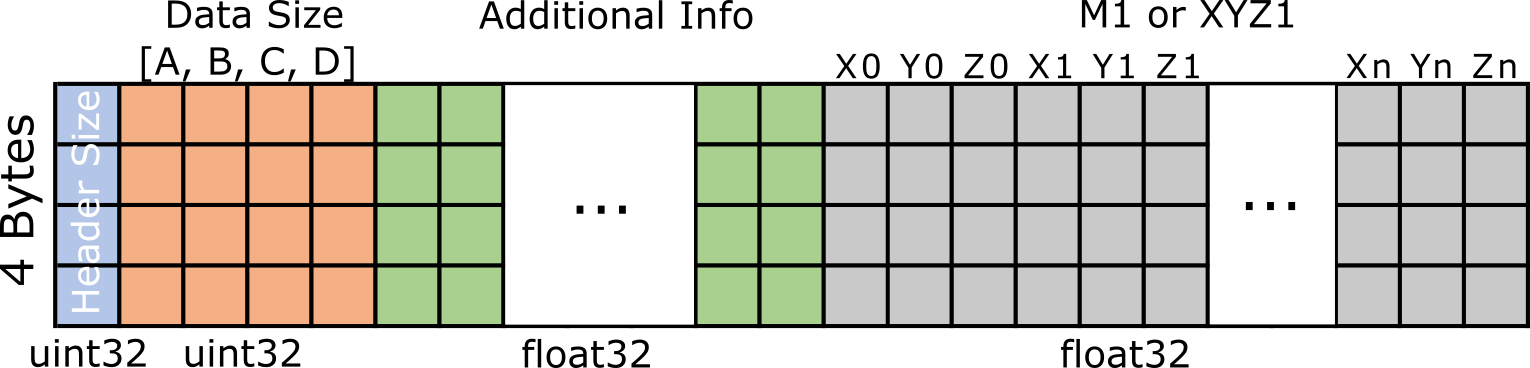 Data Size
[A, B, C, D]
Additional Info
M1 or XYZ1
X0 Y0 Z0 X1 Y1 Z1
Xn Yn Zn
4 Bytes
Header Size
...
...
uint32
uint32
float32
float32